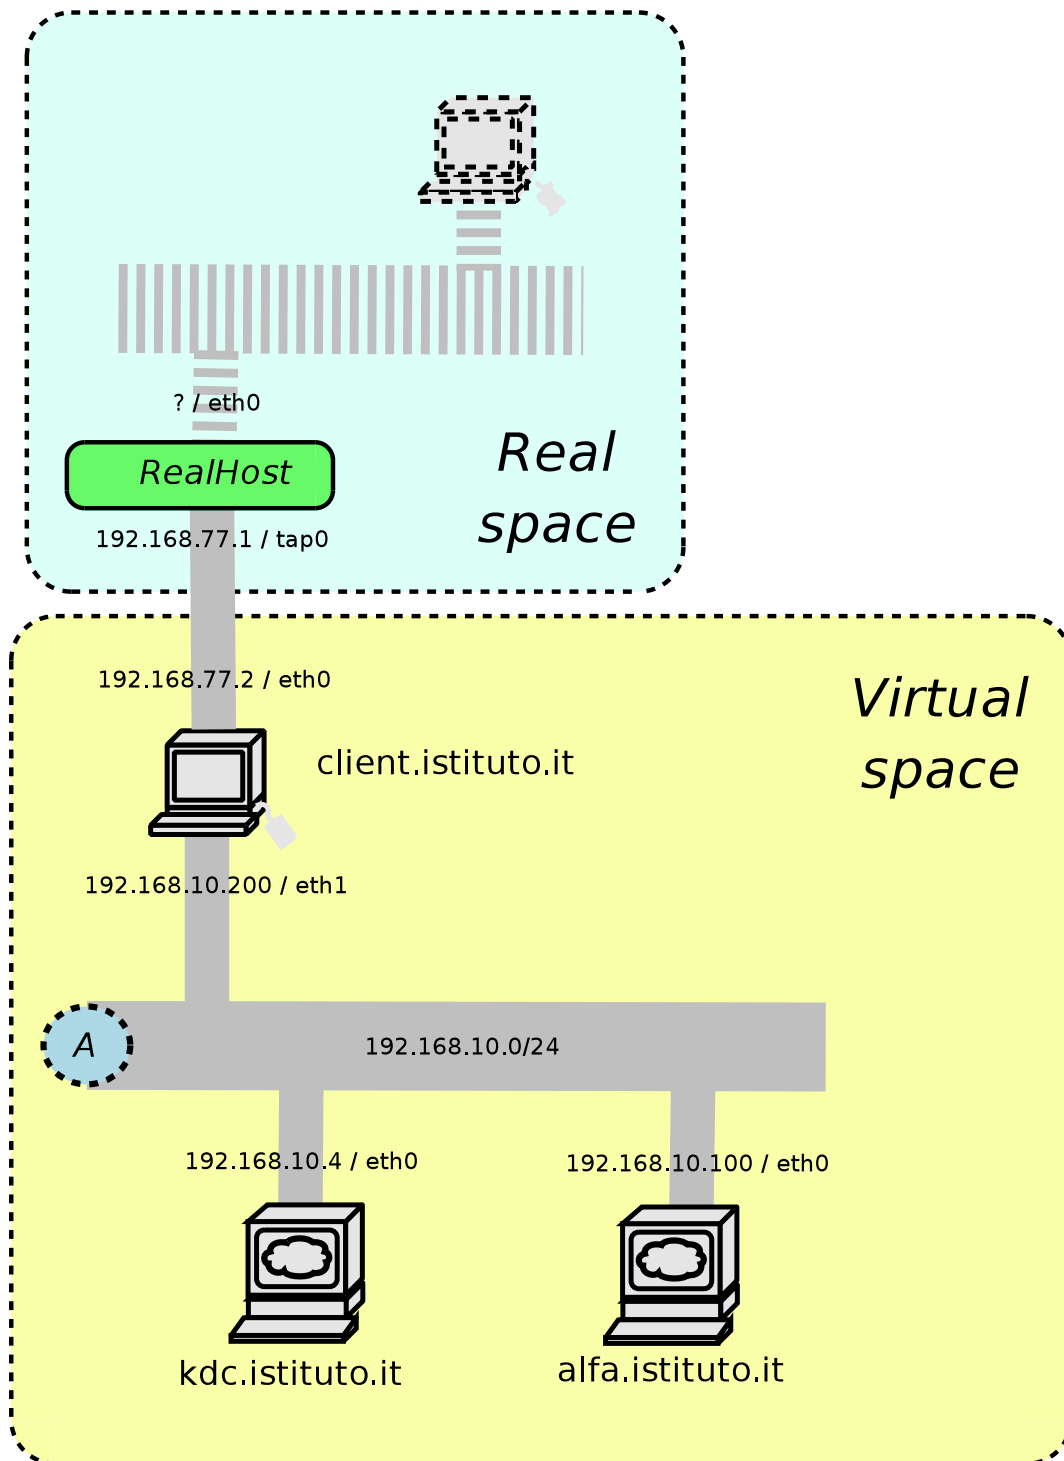 ? / eth0
RealHost
Real
space
192.168.77.1 / tap0
192.168.77.2 / eth0
Virtual
space
client.istituto.it
192.168.10.200 / eth1
A
192.168.10.0/24
192.168.10.4 / eth0
192.168.10.100 / eth0
kdc.istituto.it
alfa.istituto.it